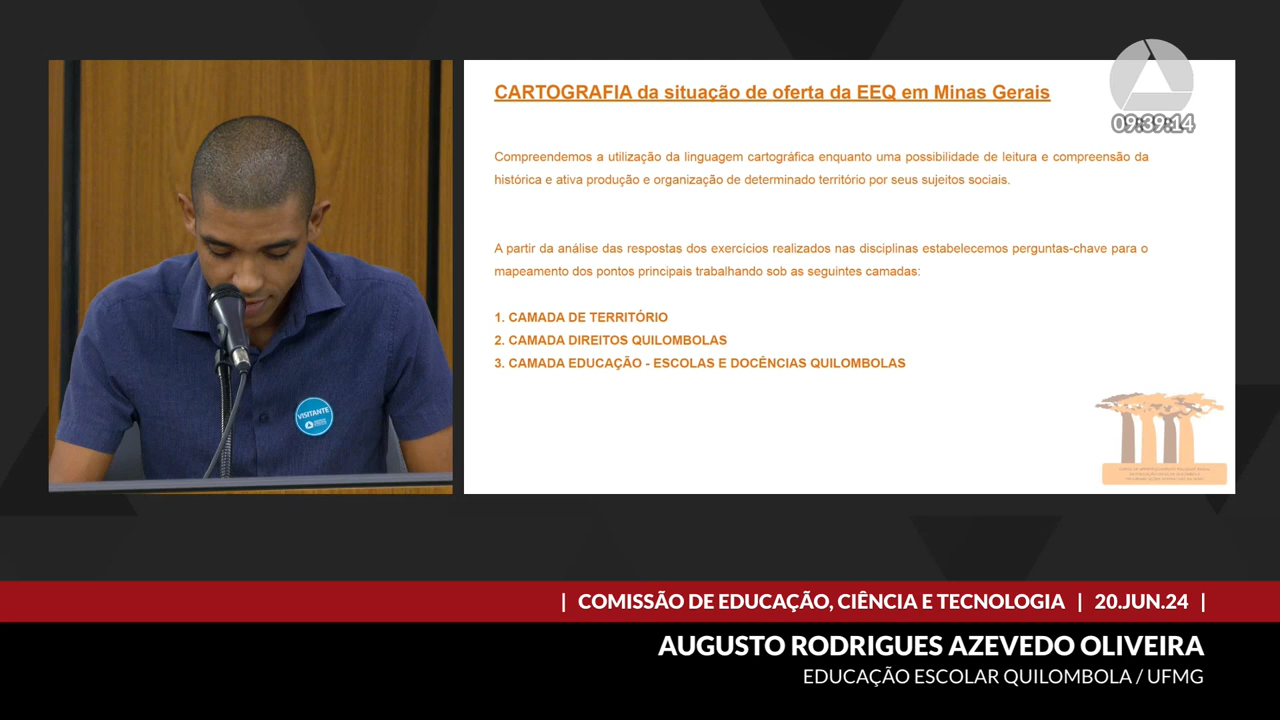 CARTOGRAFIA da situação de oferta da EEQ em Minas Gerais
09:39:14
Compreendemos a utilização da linguagem cartográfica enquanto uma possibilidade de leitura e compreensão da
histórica e ativa produção e organização de determinado território por seus sujeitos sociais.
A partir da análise das respostas dos exercícios realizados nas disciplinas estabelecemos perguntas-chave para o
mapeamento dos pontos principais trabalhando sob as seguintes camadas:
1. CAMADA DE TERRITÓRIO
2. CAMADA DIREITOS QUILOMBOLAS
3. CAMADA EDUCAÇÃO - ESCOLAS E DOCÊNCIAS QUILOMBOLAS
VISITANTE
| COMISSÃO DE EDUCAÇÃO, CIÊNCIA E TECNOLOGIA | 20.JUN.24 |
AUGUSTO RODRIGUES AZEVEDO OLIVEIRA
EDUCAÇÃO ESCOLAR QUILOMBOLA / UFMG